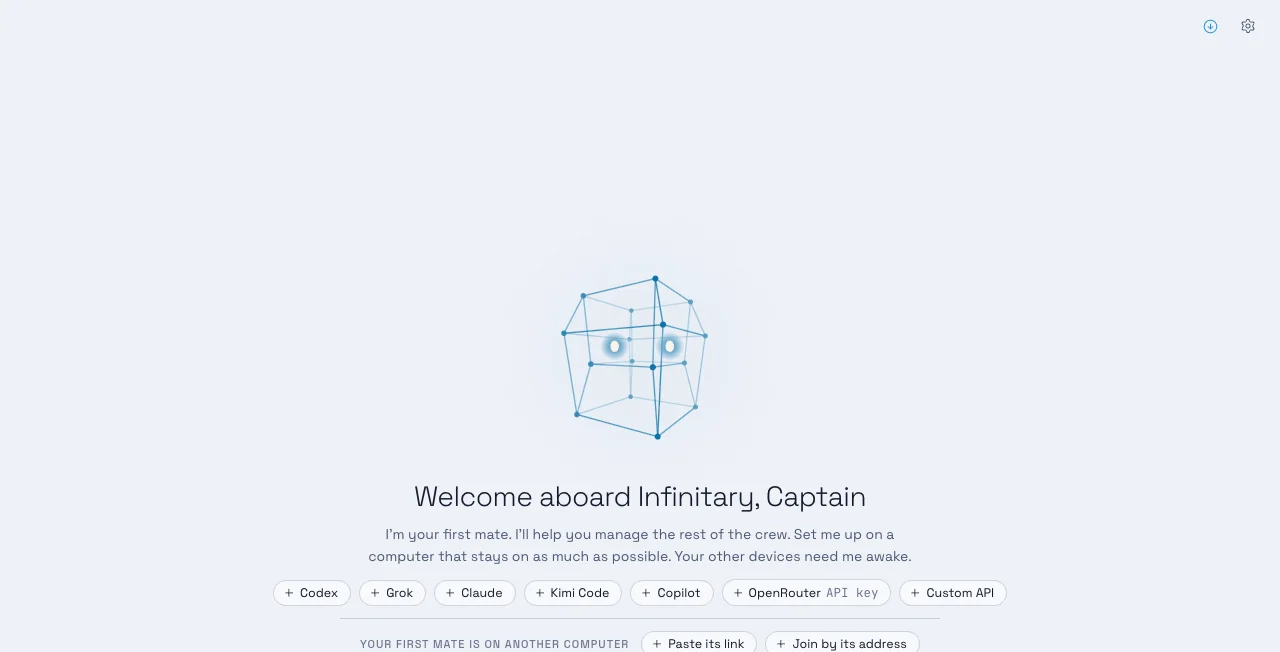 Welcome aboard Infinitary, Captain
I'm your first mate. I'll help you manage the rest of the crew. Set me up on a
computer that stays on as much as possible. Your other devices need me awake.
+ Codex + Grok + Claude + Kimi Code + Copilot + OpenRouter API key + Custom API
YOUR FIRST MATE IS ON ANOTHER COMPUTER + Paste its link + Join by its address